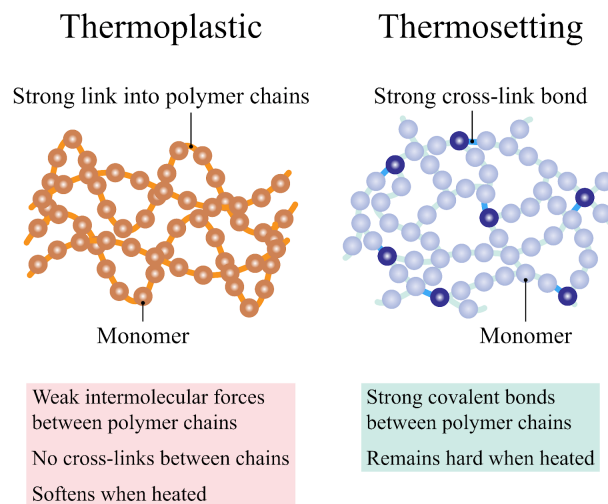 Thermoplastic
Strong link into polymer chains
Monomer
Weak intermolecular forces
between polymer chains
No cross-links between chains
Softens when heated
Thermosetting
Strong cross-link bond
Monomer
Strong covalent bonds
between polymer chains
Remains hard when heated